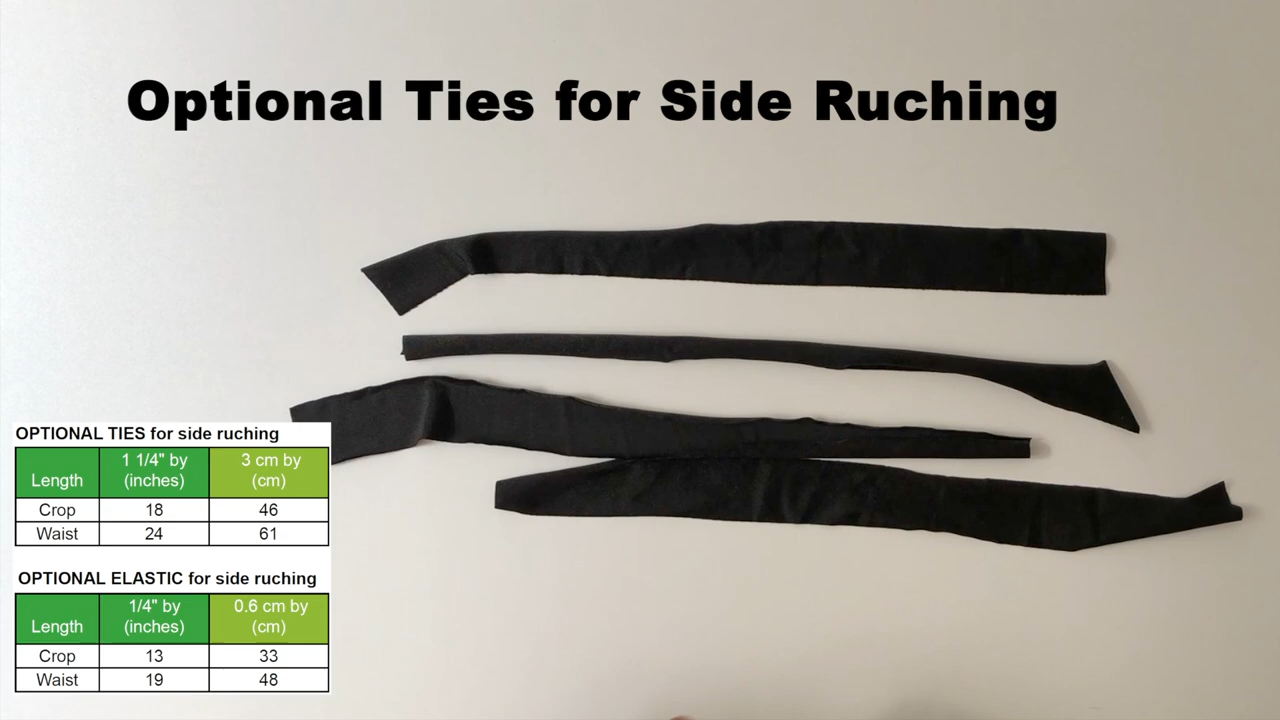 Optional Ties for Side Ruching
OPTIONAL TIES for side ruching
Length 1 1/4" by (inches) 3 cm by (cm)
Crop 18 46
Waist 24 61
OPTIONAL ELASTIC for side ruching
Length 1/4" by (inches) 0.6 cm by (cm)
Crop 13 33
Waist 19 48